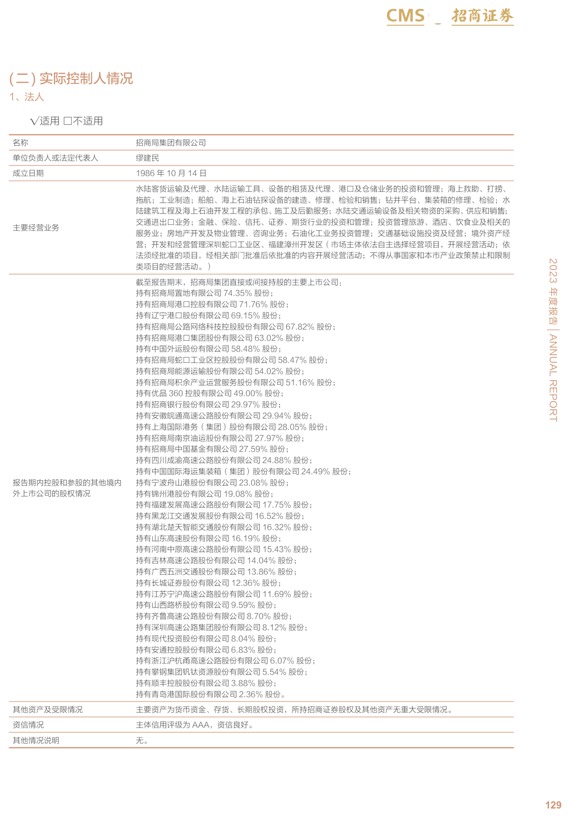 CMS 招商证券
(二) 实际控制人情况
1、法人
√适用 □不适用
名称 招商局集团有限公司
单位负责人或法定代表人 缪建民
成立日期 1986 年 10 月 14 日
主要经营业务
水陆客货运输及代理、水陆运输工具、设备的租赁及代理、港口及仓储业务的投资和管理；海上救助、打捞、
拖航；工业制造；船舶、海上石油钻探设备的建造、修理、检验和销售；钻井平台、集装箱的修理、检验；水
陆建筑工程及海上石油开发工程的承包、施工及后勤服务；水陆交通运输设备及相关物资的采购、供应和销售；
交通进出口业务；金融、保险、信托、证券、期货行业的投资和管理；投资管理旅游、酒店、饮食业及相关的
服务业；房地产开发及物业管理、咨询业务；石油化工业务投资管理；交通基础设施投资及经营；境外资产经
营；开发和经营管理深圳蛇口工业区、福建漳州开发区（市场主体依法自主选择经营项目，开展经营活动；依
法须经批准的项目，经相关部门批准后依批准的内容开展经营活动；不得从事国家和本市产业政策禁止和限制
类项目的经营活动。）
报告期内控股和参股的其他境内
外上市公司的股权情况
截至报告期末，招商局集团直接或间接持股的主要上市公司：
持有招商局置地有限公司 74.35% 股份；
持有招商局港口控股有限公司 71.76% 股份；
持有辽宁港口股份有限公司 69.15% 股份；
持有招商局公路网络科技控股股份有限公司 67.82% 股份；
持有招商局港口集团股份有限公司 63.02% 股份；
持有中国外运股份有限公司 58.48% 股份；
持有招商局蛇口工业区控股股份有限公司 58.47% 股份；
持有招商局能源运输股份有限公司 54.02% 股份；
持有招商局积余产业运营服务股份有限公司 51.16% 股份；
持有优品 360 控股有限公司 49.00% 股份；
持有招商银行股份有限公司 29.97% 股份；
持有安徽皖通高速公路股份有限公司 29.94% 股份；
持有上海国际港务（集团）股份有限公司 28.05% 股份；
持有招商局南京油运股份有限公司 27.97% 股份；
持有招商局中国基金有限公司 27.59% 股份；
持有四川成渝高速公路股份有限公司 24.88% 股份；
持有中国国际海运集装箱（集团）股份有限公司 24.49% 股份；
持有宁波舟山港股份有限公司 23.08% 股份；
持有锦州港股份有限公司 19.08% 股份；
持有福建发展高速公路股份有限公司 17.75% 股份；
持有黑龙江交通发展股份有限公司 16.52% 股份；
持有湖北楚天智能交通股份有限公司 16.32% 股份；
持有山东高速股份有限公司 16.19% 股份；
持有河南中原高速公路股份有限公司 15.43% 股份；
持有吉林高速公路股份有限公司 14.04% 股份；
持有广西五洲交通股份有限公司 13.86% 股份；
持有长城证券股份有限公司 12.36% 股份；
持有江苏宁沪高速公路股份有限公司 11.69% 股份；
持有山西路桥股份有限公司 9.59% 股份；
持有齐鲁高速公路股份有限公司 8.70% 股份；
持有深圳高速公路集团股份有限公司 8.12% 股份；
持有现代投资股份有限公司 8.04% 股份；
持有安通控股股份有限公司 6.83% 股份；
持有浙江沪杭甬高速公路股份有限公司 6.07% 股份；
持有攀钢集团钒钛资源股份有限公司 5.54% 股份；
持有顺丰控股股份有限公司 3.88% 股份；
持有青岛港国际股份有限公司 2.36% 股份。
其他资产及受限情况 主要资产为货币资金、存货、长期股权投资，所持招商证券股权及其他资产无重大受限情况。
资信情况 主体信用评级为 AAA，资信良好。
其他情况说明 无。
2023 年度报告 | ANNUAL REPORT
129